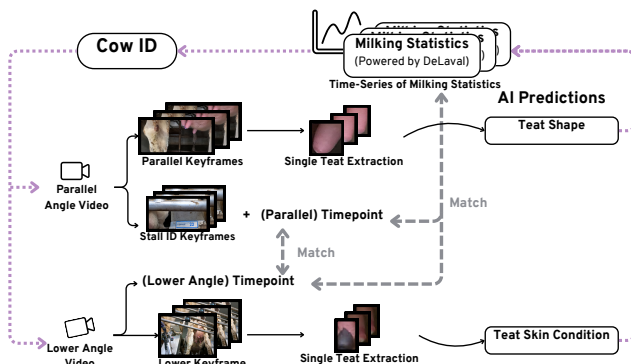 Cow ID
Milking Statistics
(Powered by DeLaval)
Time-Series of Milking Statistics
AI Predictions
Teat Shape
Parallel Keyframes
Single Teat Extraction
Parallel
Angle Video
Match
+ (Parallel) Timepoint
Stall ID Keyframes
Match
(Lower Angle) Timepoint
Lower Angle
Video
Lower Keyframe
Single Teat Extraction
Teat Skin Condition